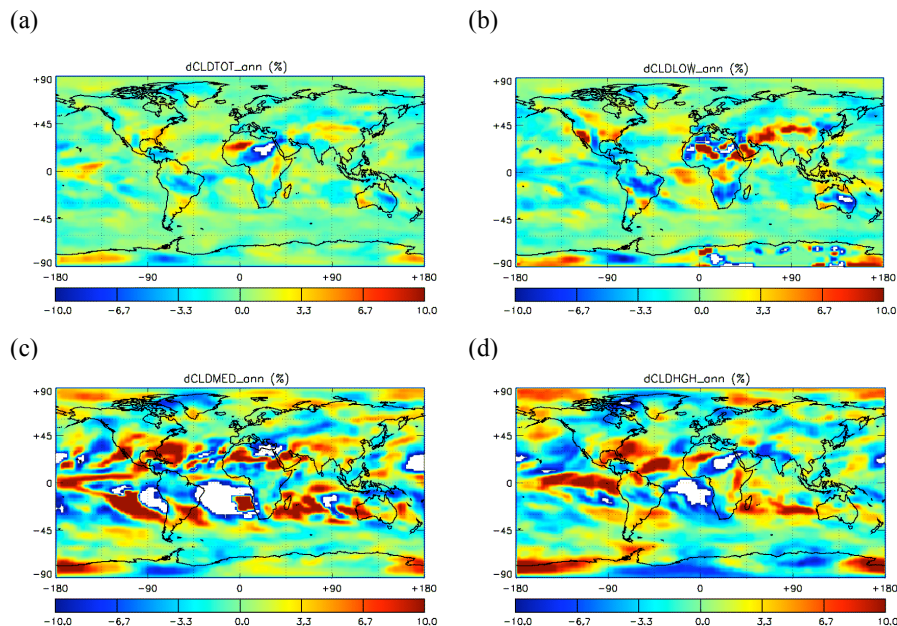 (a)
dCLDTOT_ann (%)
+90
+45
0
−45
−90
−180 −90 0 +90 +180
−10.0 −6.7 −3.3 0.0 3.3 6.7 10.0
(b)
dCLDLOW_ann (%)
+90
+45
0
−45
−90
−180 −90 0 +90 +180
−10.0 −6.7 −3.3 0.0 3.3 6.7 10.0
(c)
dCLDMED_ann (%)
+90
+45
0
−45
−90
−180 −90 0 +90 +180
−10.0 −6.7 −3.3 0.0 3.3 6.7 10.0
(d)
dCLDHGH_ann (%)
+90
+45
0
−45
−90
−180 −90 0 +90 +180
−10.0 −6.7 −3.3 0.0 3.3 6.7 10.0